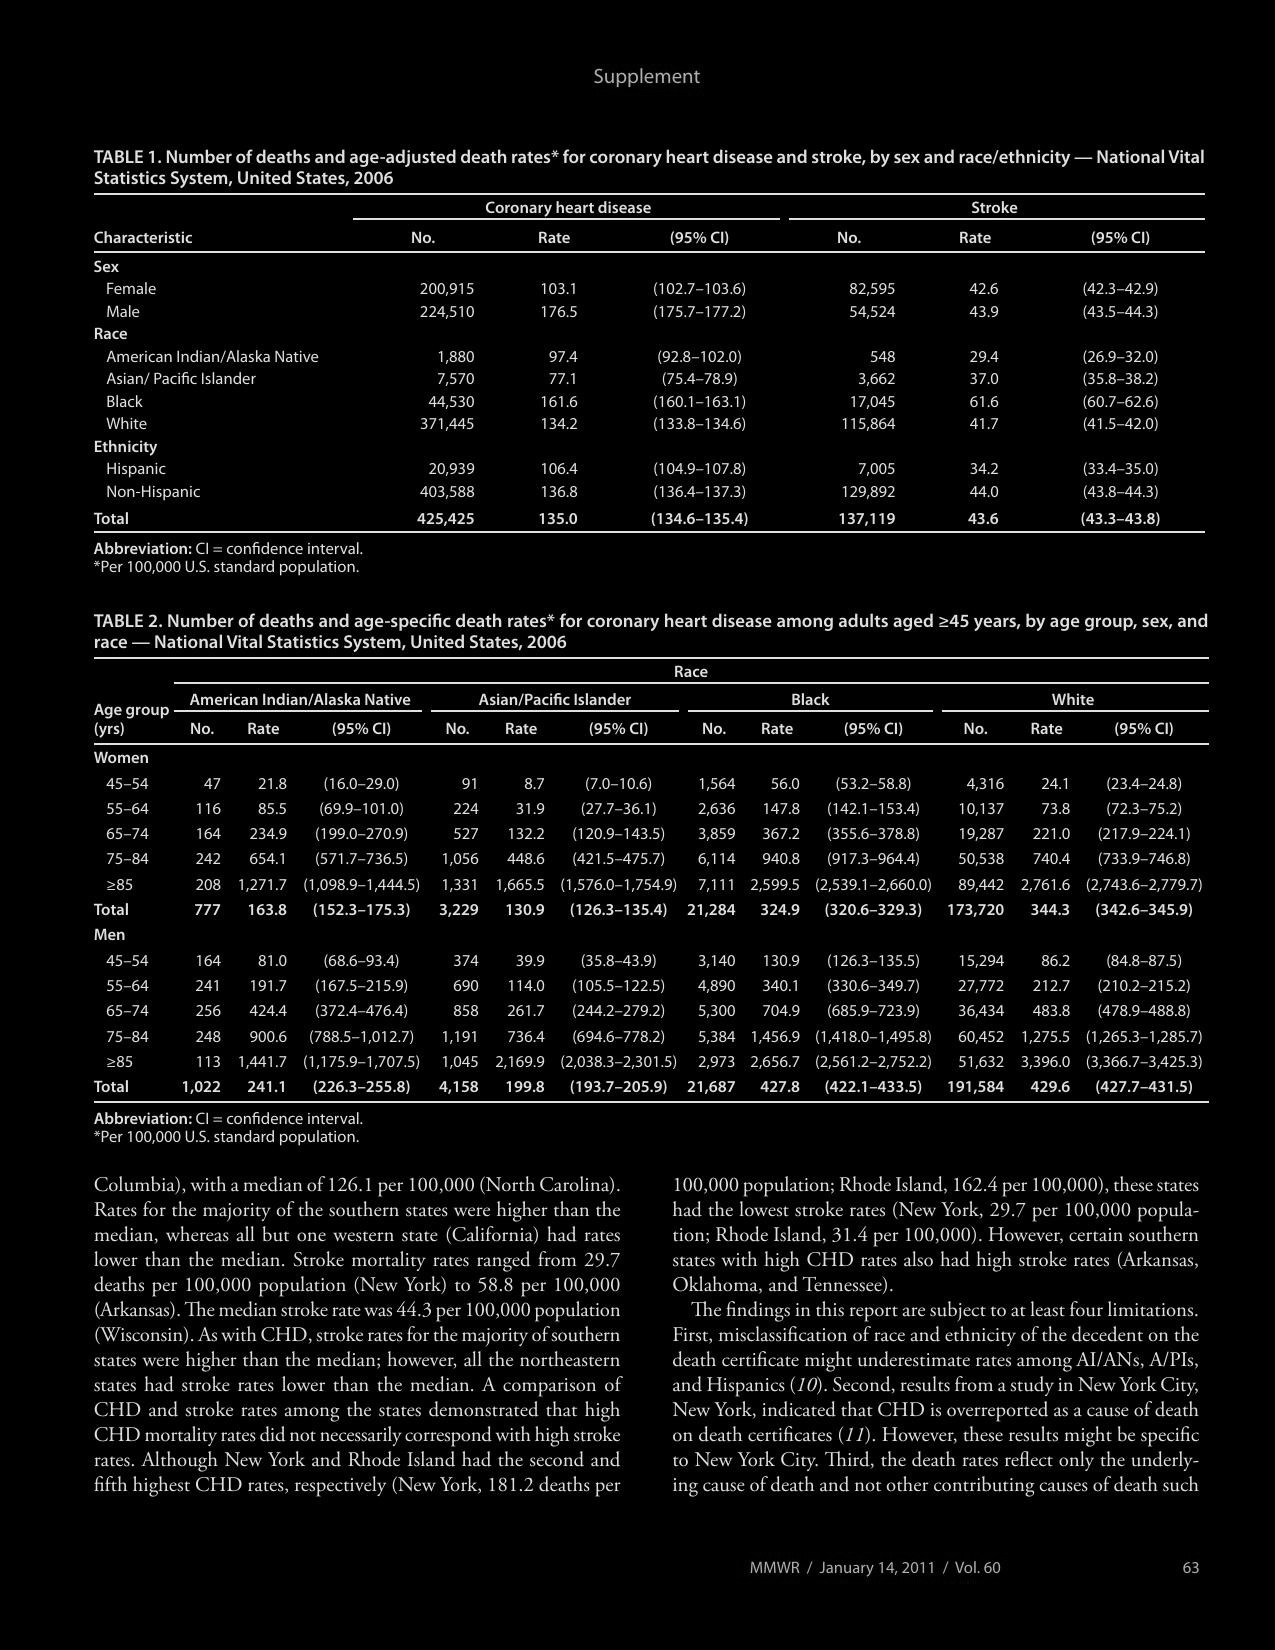 Supplement
TABLE 1. Number of deaths and age-adjusted death rates* for coronary heart disease and stroke, by sex and race/ethnicity — National Vital
Statistics System, United States, 2006
Coronary heart disease Stroke
Characteristic No. Rate (95% CI) No. Rate (95% CI)
Sex
Female 200,915 103.1 (102.7–103.6) 82,595 42.6 (42.3–42.9)
Male 224,510 176.5 (175.7–177.2) 54,524 43.9 (43.5–44.3)
Race
American Indian/Alaska Native 1,880 97.4 (92.8–102.0) 548 29.4 (26.9–32.0)
Asian/ Pacific Islander 7,570 77.1 (75.4–78.9) 3,662 37.0 (35.8–38.2)
Black 44,530 161.6 (160.1–163.1) 17,045 61.6 (60.7–62.6)
White 371,445 134.2 (133.8–134.6) 115,864 41.7 (41.5–42.0)
Ethnicity
Hispanic 20,939 106.4 (104.9–107.8) 7,005 34.2 (33.4–35.0)
Non-Hispanic 403,588 136.8 (136.4–137.3) 129,892 44.0 (43.8–44.3)
Total 425,425 135.0 (134.6–135.4) 137,119 43.6 (43.3–43.8)
Abbreviation: CI = confidence interval.
*Per 100,000 U.S. standard population.
TABLE 2. Number of deaths and age-specific death rates* for coronary heart disease among adults aged ≥45 years, by age group, sex, and
race — National Vital Statistics System, United States, 2006
Race
American Indian/Alaska Native Asian/Pacific Islander Black White
Age group
(yrs) No. Rate (95% CI) No. Rate (95% CI) No. Rate (95% CI) No. Rate (95% CI)
Women
45–54 47 21.8 (16.0–29.0) 91 8.7 (7.0–10.6) 1,564 56.0 (53.2–58.8) 4,316 24.1 (23.4–24.8)
55–64 116 85.5 (69.9–101.0) 224 31.9 (27.7–36.1) 2,636 147.8 (142.1–153.4) 10,137 73.8 (72.3–75.2)
65–74 164 234.9 (199.0–270.9) 527 132.2 (120.9–143.5) 3,859 367.2 (355.6–378.8) 19,287 221.0 (217.9–224.1)
75–84 242 654.1 (571.7–736.5) 1,056 448.6 (421.5–475.7) 6,114 940.8 (917.3–964.4) 50,538 740.4 (733.9–746.8)
≥85 208 1,271.7 (1,098.9–1,444.5) 1,331 1,665.5 (1,576.0–1,754.9) 7,111 2,599.5 (2,539.1–2,660.0) 89,442 2,761.6 (2,743.6–2,779.7)
Total 777 163.8 (152.3–175.3) 3,229 130.9 (126.3–135.4) 21,284 324.9 (320.6–329.3) 173,720 344.3 (342.6–345.9)
Men
45–54 164 81.0 (68.6–93.4) 374 39.9 (35.8–43.9) 3,140 130.9 (126.3–135.5) 15,294 86.2 (84.8–87.5)
55–64 241 191.7 (167.5–215.9) 690 114.0 (105.5–122.5) 4,890 340.1 (330.6–349.7) 27,772 212.7 (210.2–215.2)
65–74 256 424.4 (372.4–476.4) 858 261.7 (244.2–279.2) 5,300 704.9 (685.9–723.9) 36,434 483.8 (478.9–488.8)
75–84 248 900.6 (788.5–1,012.7) 1,191 736.4 (694.6–778.2) 5,384 1,456.9 (1,418.0–1,495.8) 60,452 1,275.5 (1,265.3–1,285.7)
≥85 113 1,441.7 (1,175.9–1,707.5) 1,045 2,169.9 (2,038.3–2,301.5) 2,973 2,656.7 (2,561.2–2,752.2) 51,632 3,396.0 (3,366.7–3,425.3)
Total 1,022 241.1 (226.3–255.8) 4,158 199.8 (193.7–205.9) 21,687 427.8 (422.1–433.5) 191,584 429.6 (427.7–431.5)
Abbreviation: CI = confidence interval.
*Per 100,000 U.S. standard population.
Columbia), with a median of 126.1 per 100,000 (North Carolina).
Rates for the majority of the southern states were higher than the
median, whereas all but one western state (California) had rates
lower than the median. Stroke mortality rates ranged from 29.7
deaths per 100,000 population (New York) to 58.8 per 100,000
(Arkansas). The median stroke rate was 44.3 per 100,000 population
(Wisconsin). As with CHD, stroke rates for the majority of southern
states were higher than the median; however, all the northeastern
states had stroke rates lower than the median. A comparison of
CHD and stroke rates among the states demonstrated that high
CHD mortality rates did not necessarily correspond with high stroke
rates. Although New York and Rhode Island had the second and
fifth highest CHD rates, respectively (New York, 181.2 deaths per
100,000 population; Rhode Island, 162.4 per 100,000), these states
had the lowest stroke rates (New York, 29.7 per 100,000 popula-
tion; Rhode Island, 31.4 per 100,000). However, certain southern
states with high CHD rates also had high stroke rates (Arkansas,
Oklahoma, and Tennessee).
The findings in this report are subject to at least four limitations.
First, misclassification of race and ethnicity of the decedent on the
death certificate might underestimate rates among AI/ANs, A/PIs,
and Hispanics (10). Second, results from a study in New York City,
New York, indicated that CHD is overreported as a cause of death
on death certificates (11). However, these results might be specific
to New York City. Third, the death rates reflect only the underly-
ing cause of death and not other contributing causes of death such
MMWR / January 14, 2011 / Vol. 60 63